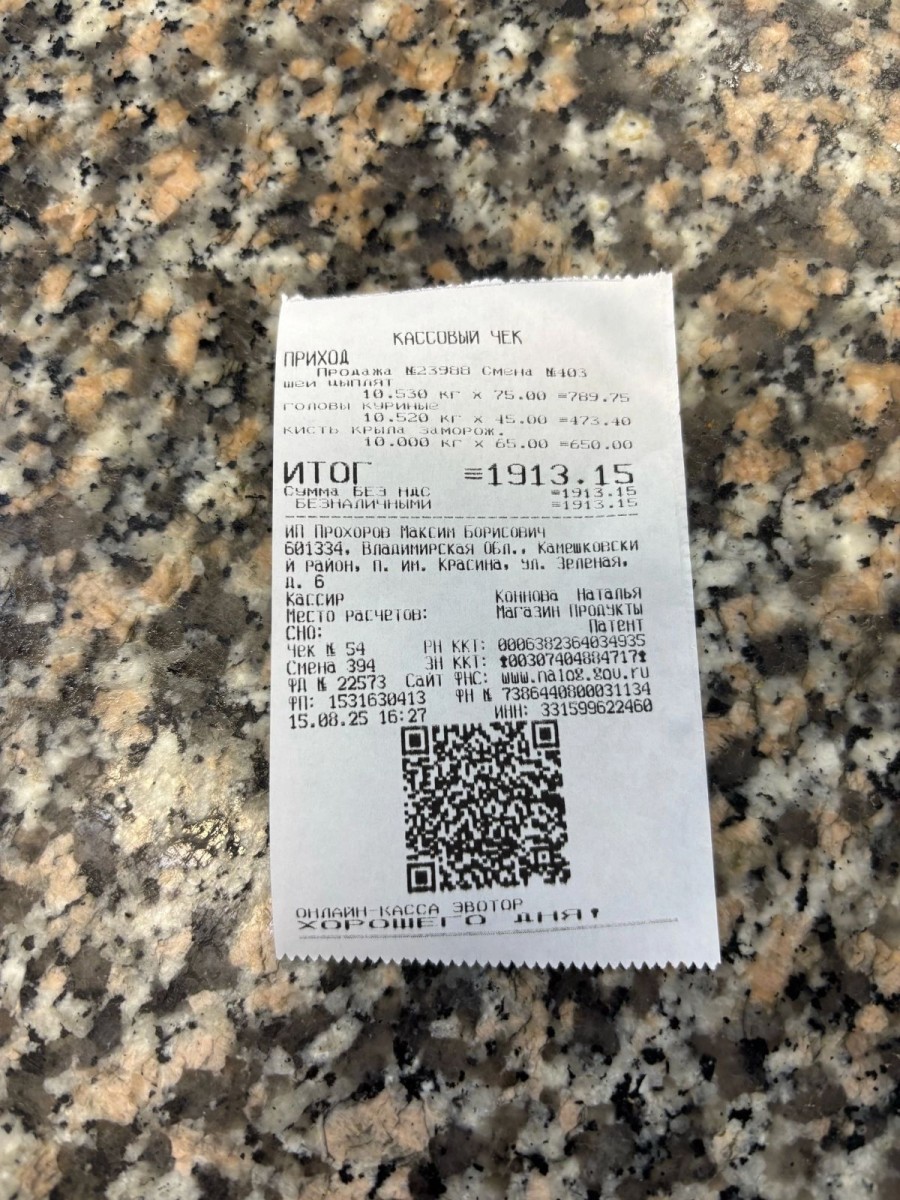 КАССОВЫЙ ЧЕК
ПРИХОД
Продажа №23988 Смена №403
ШЕИ ЦЫПЛЯТ
10.530 кг x 75.00 =789.75
ГОЛОВЫ КУРИНЫЕ
10.520 кг x 45.00 =473.40
КИСТЬ КРЫЛА ЗАМОРОЖ.
10.000 кг x 65.00 =650.00
ИТОГ =1913.15
СУММА БЕЗ НДС =1913.15
БЕЗНАЛИЧНЫМИ =1913.15
ИП Прохоров Максим Борисович
601334, Владимирская Обл., Камешковски
й район, п. им. Красина, ул. Зеленая,
д. 6
Кассир Коннова Наталья
Место расчетов: Магазин Продукты
СНО: Патент
Чек № 54 РН ККТ: 0006382364034935
Смена 394 ЗН ККТ: 00307404884717
ФД № 22573 Сайт ФНС: www.nalog.gov.ru
ФП: 1531630413 ФН № 7386440800031134
15.08.25 16:27 ИНН: 331599622460
ОНЛАЙН-КАССА ЭВОТОР
ХОРОШЕГО ДНЯ!